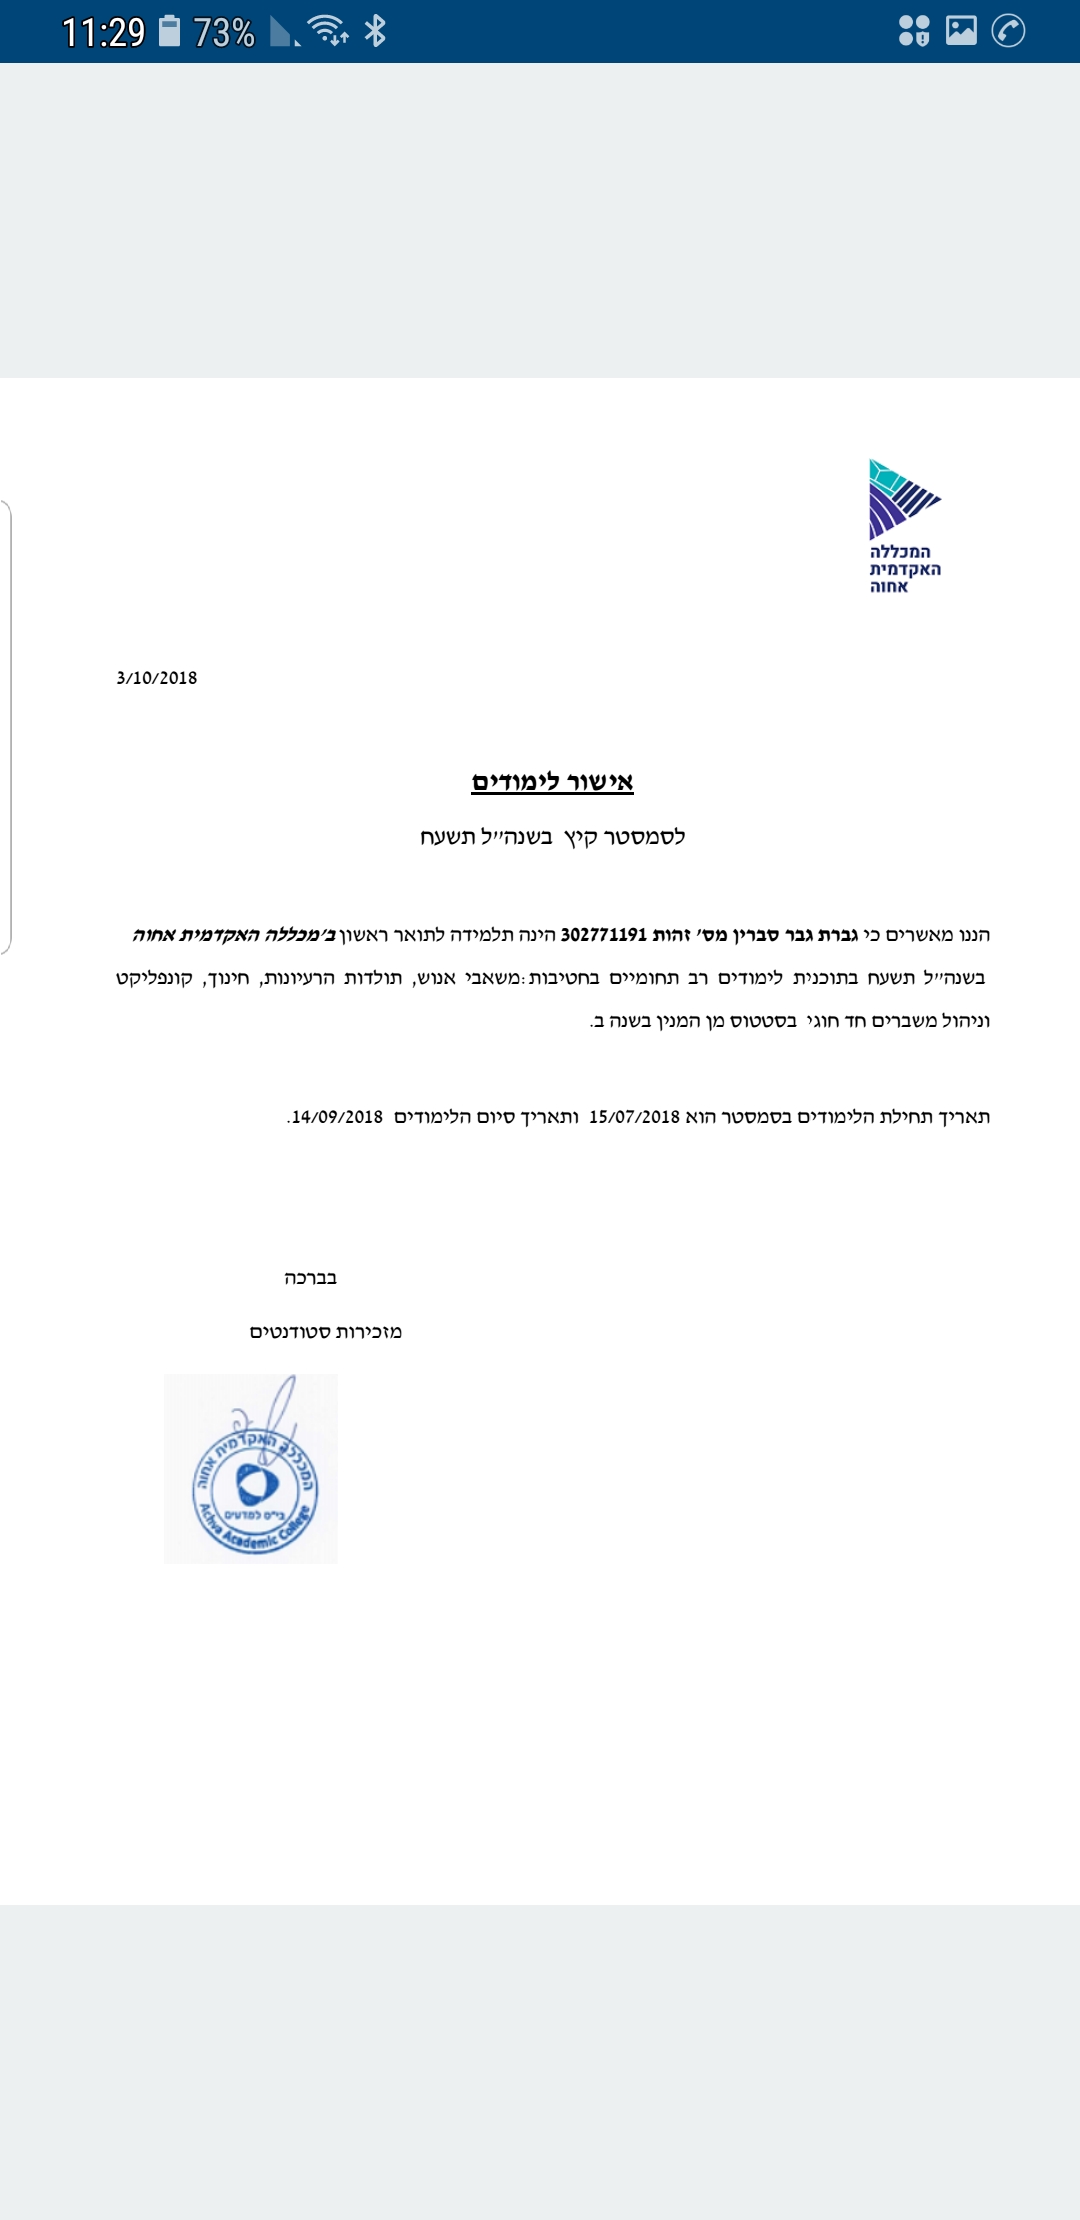 11:29 73%
המכללה
האקדמית
אחוה
3/10/2018
אישור לימודים
לסמסטר קיץ בשנה"ל תשעח
הננו מאשרים כי גברת גבר סברין מס' זהות 302771191 הינה תלמידה לתואר ראשון ב'מכללה האקדמית אחוה
בשנה"ל תשעח בתוכנית לימודים רב תחומיים בחטיבות :משאבי אנוש, תולדות הרעיונות, חינוך, קונפליקט
וניהול משברים חד חוגי בסטטוס מן המנין בשנה ב.
תאריך תחילת הלימודים בסמסטר הוא 15/07/2018 ותאריך סיום הלימודים 14/09/2018.
בברכה
מזכירות סטודנטים
המכללה האקדמית אחוה
בי"ס למדעים
Achva Academic College